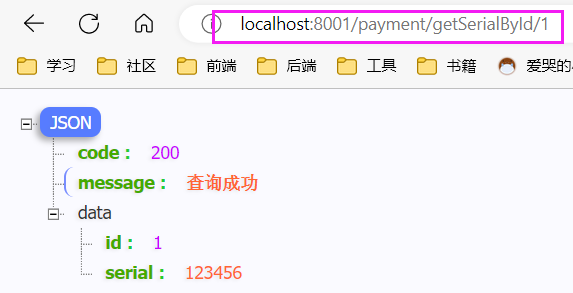 localhost:8001/payment/getSerialById/1
学习 社区 前端 后端 工具 书籍 爱哭的
JSON
code : 200
message : 查询成功
data
id : 1
serial : 123456